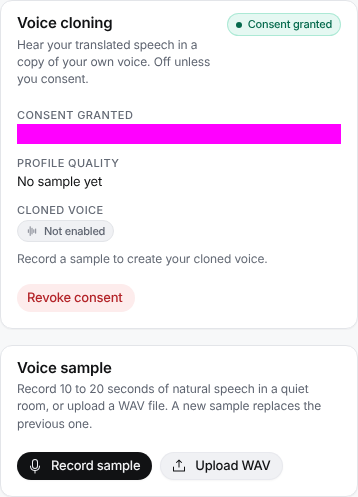 Voice cloning
Consent granted
Hear your translated speech in a
copy of your own voice. Off unless
you consent.
CONSENT GRANTED
PROFILE QUALITY
No sample yet
CLONED VOICE
Not enabled
Record a sample to create your cloned voice.
Revoke consent
Voice sample
Record 10 to 20 seconds of natural speech in a quiet
room, or upload a WAV file. A new sample replaces the
previous one.
Record sample
Upload WAV